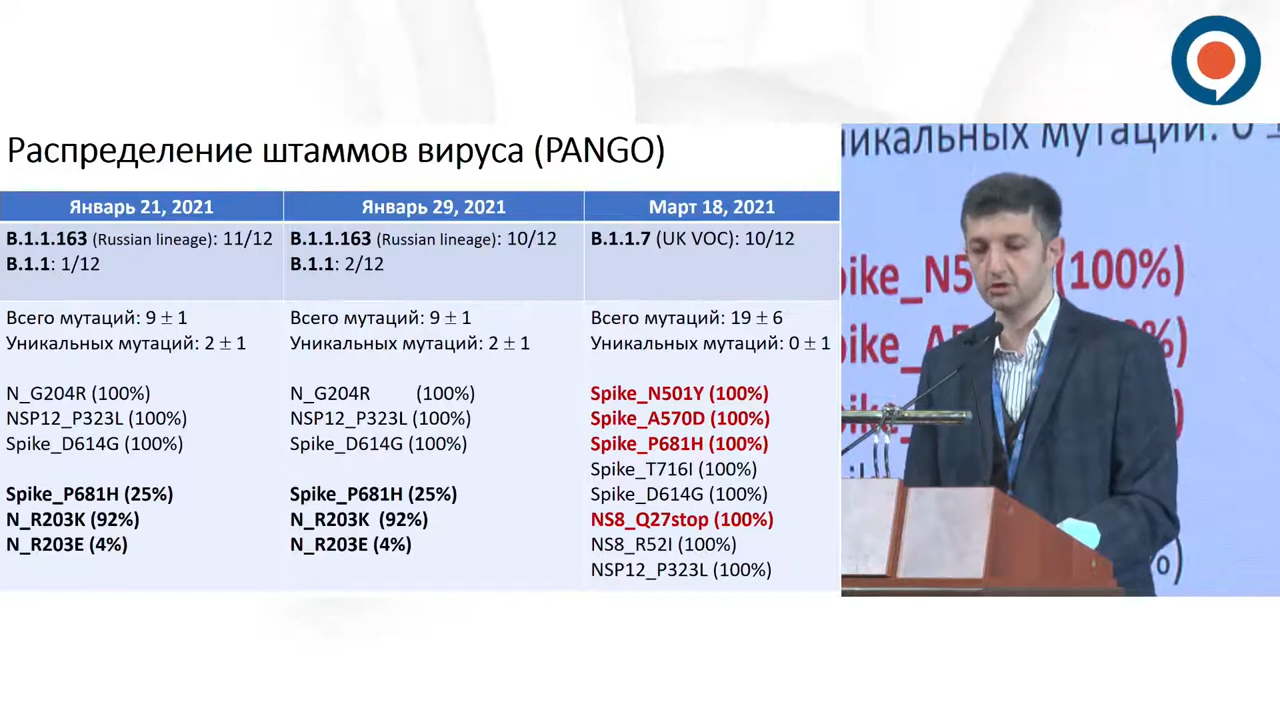 Распределение штаммов вируса (PANGO)
Январь 21, 2021
Январь 29, 2021
Март 18, 2021
B.1.1.163 (Russian lineage): 11/12
B.1.1: 1/12
B.1.1.163 (Russian lineage): 10/12
B.1.1: 2/12
B.1.1.7 (UK VOC): 10/12
Всего мутаций: 9 ± 1
Уникальных мутаций: 2 ± 1
N_G204R (100%)
NSP12_P323L (100%)
Spike_D614G (100%)
Spike_P681H (25%)
N_R203K (92%)
N_R203E (4%)
Всего мутаций: 9 ± 1
Уникальных мутаций: 2 ± 1
N_G204R (100%)
NSP12_P323L (100%)
Spike_D614G (100%)
Spike_P681H (25%)
N_R203K (92%)
N_R203E (4%)
Всего мутаций: 19 ± 6
Уникальных мутаций: 0 ± 1
Spike_N501Y (100%)
Spike_A570D (100%)
Spike_P681H (100%)
Spike_T716I (100%)
Spike_D614G (100%)
NS8_Q27stop (100%)
NS8_R52I (100%)
NSP12_P323L (100%)
мутаций: 0
(100%)